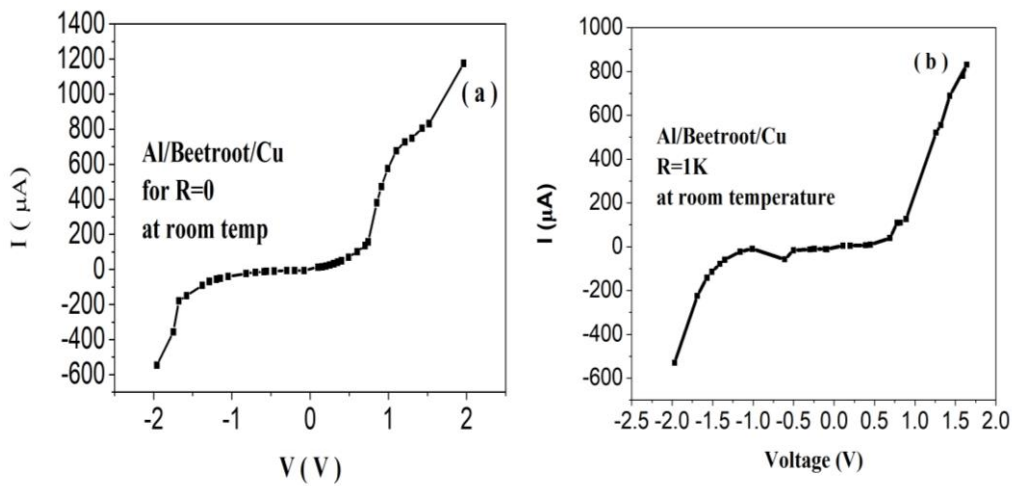 1400
1200
1000
800
600
400
200
0
-200
-400
-600
I ( μA)
( a )
Al/Beetroot/Cu
for R=0
at room temp
-2 -1 0 1 2
V ( V )
1000
800
600
400
200
0
-200
-400
-600
I (μA)
( b )
Al/Beetroot/Cu
R=1K
at room temperature
-2.5 -2.0 -1.5 -1.0 -0.5 0.0 0.5 1.0 1.5 2.0
Voltage (V)